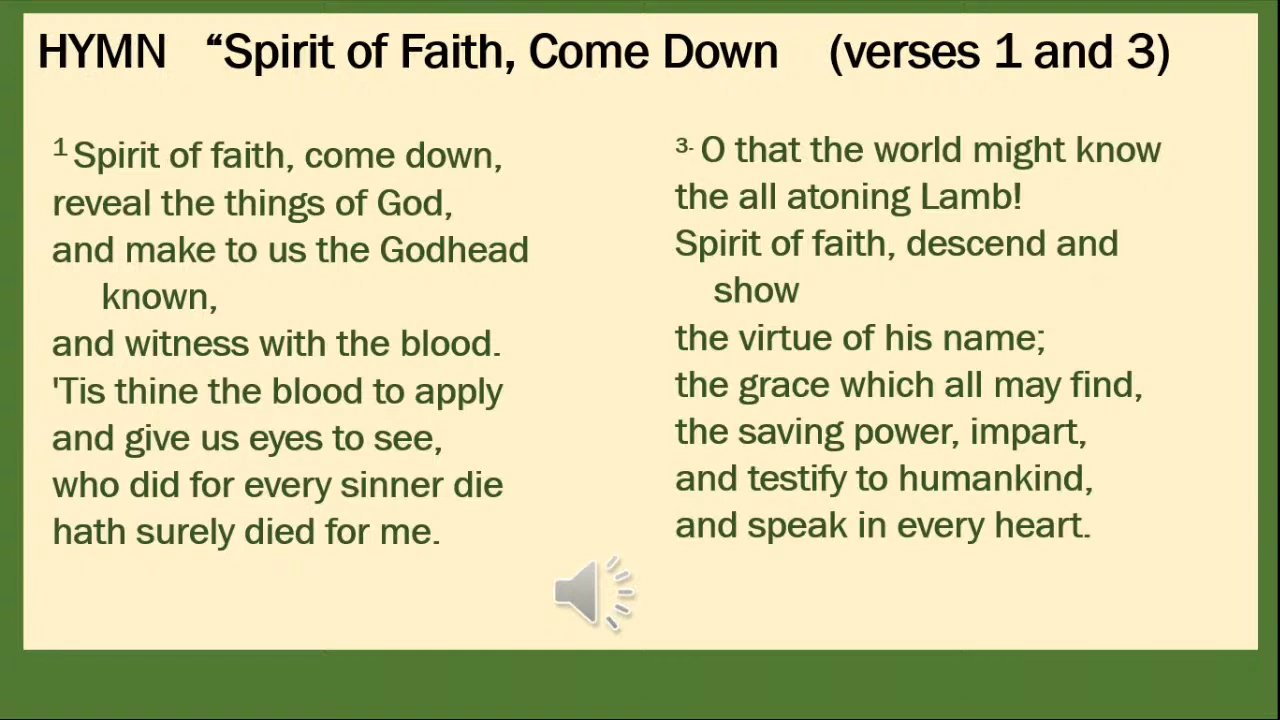 HYMN “Spirit of Faith, Come Down (verses 1 and 3)
1 Spirit of faith, come down,
reveal the things of God,
and make to us the Godhead
known,
and witness with the blood.
'Tis thine the blood to apply
and give us eyes to see,
who did for every sinner die
hath surely died for me.
3- O that the world might know
the all atoning Lamb!
Spirit of faith, descend and
show
the virtue of his name;
the grace which all may find,
the saving power, impart,
and testify to humankind,
and speak in every heart.